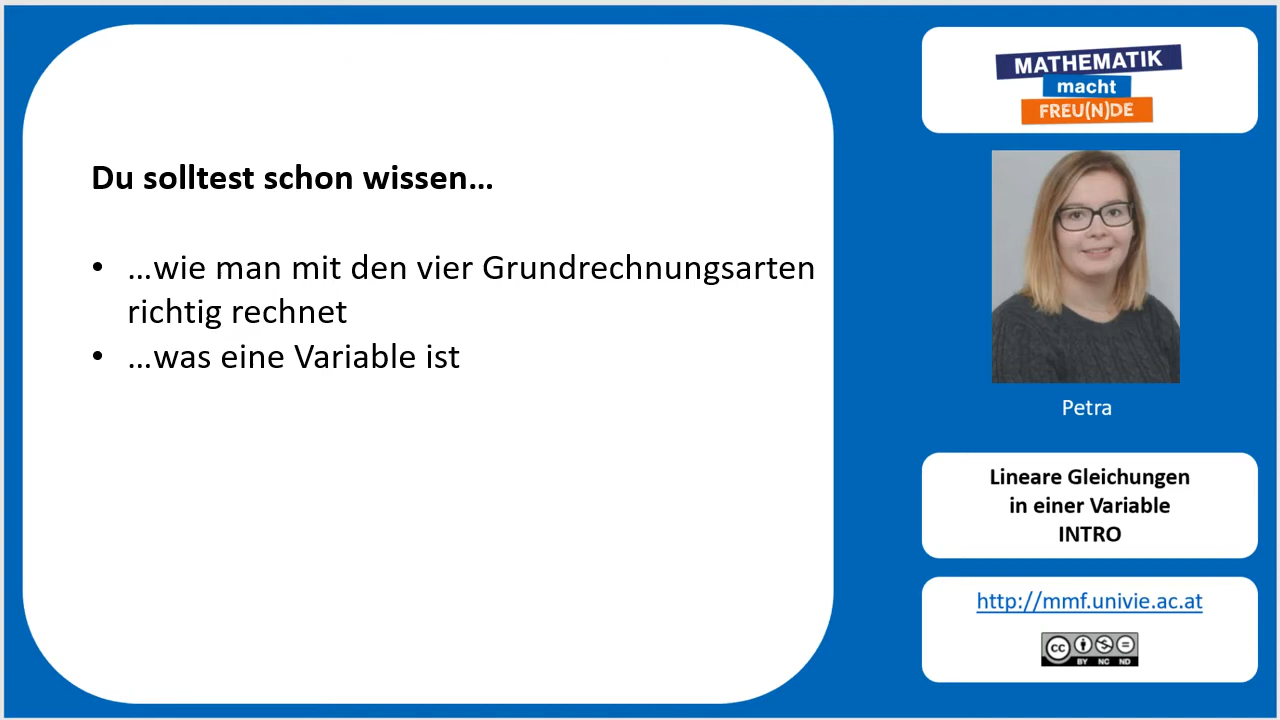 Du solltest schon wissen…
• …wie man mit den vier Grundrechnungsarten
richtig rechnet
• …was eine Variable ist
MATHEMATIK
macht
FREU(N)DE
Petra
Lineare Gleichungen
in einer Variable
INTRO
http://mmf.univie.ac.at
cc
BY NC ND